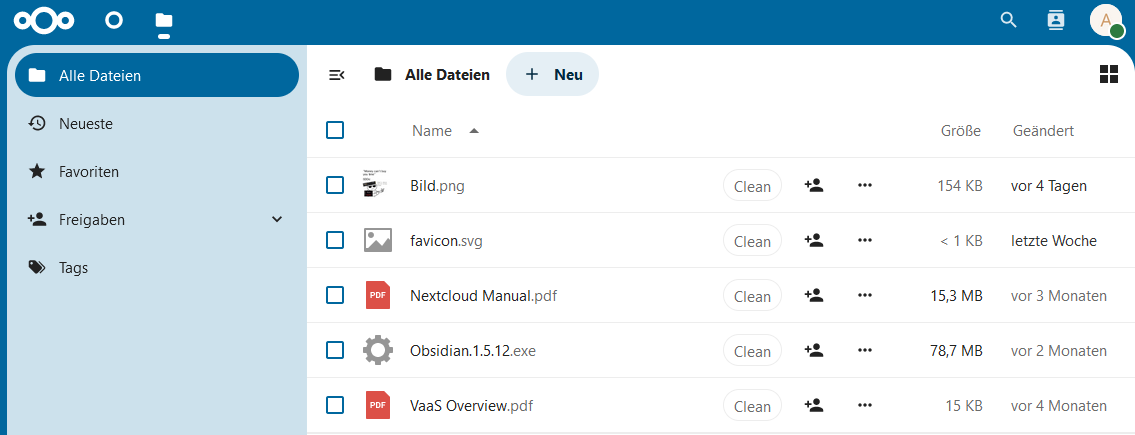 A
Alle Dateien
Neueste
Favoriten
Freigaben
Tags
Alle Dateien + Neu
Name Größe Geändert
Bild.png Clean 154 KB vor 4 Tagen
favicon.svg Clean < 1 KB letzte Woche
PDF Nextcloud Manual.pdf Clean 15,3 MB vor 3 Monaten
Obsidian.1.5.12.exe Clean 78,7 MB vor 2 Monaten
PDF VaaS Overview.pdf Clean 15 KB vor 4 Monaten